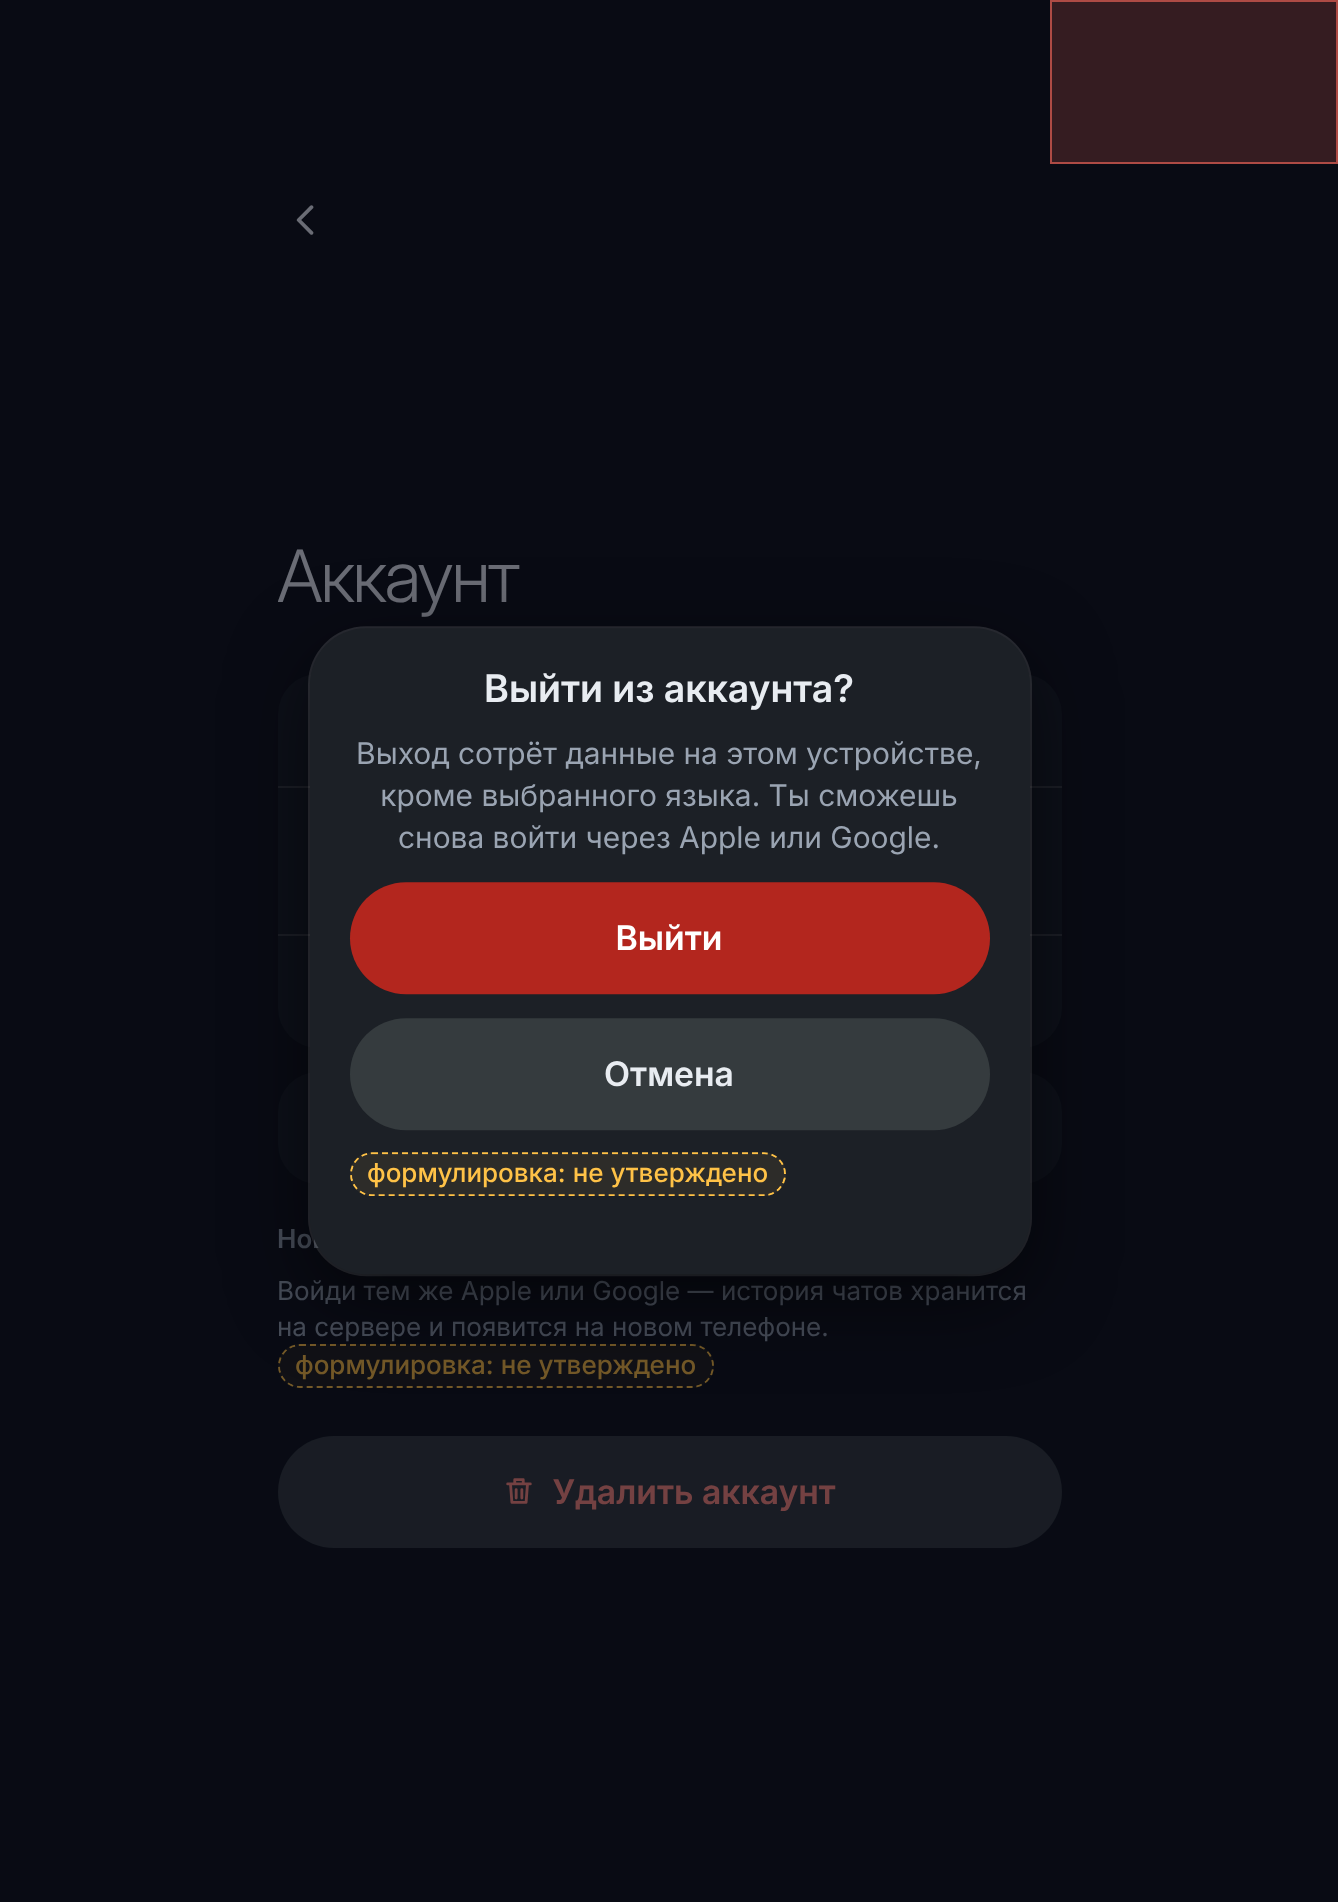 Аккаунт
Выйти из аккаунта?
Выход сотрёт данные на этом устройстве,
кроме выбранного языка. Ты сможешь
снова войти через Apple или Google.
Выйти
Отмена
формулировка: не утверждено
Войди тем же Apple или Google — история чатов хранится
на сервере и появится на новом телефоне.
формулировка: не утверждено
Удалить аккаунт